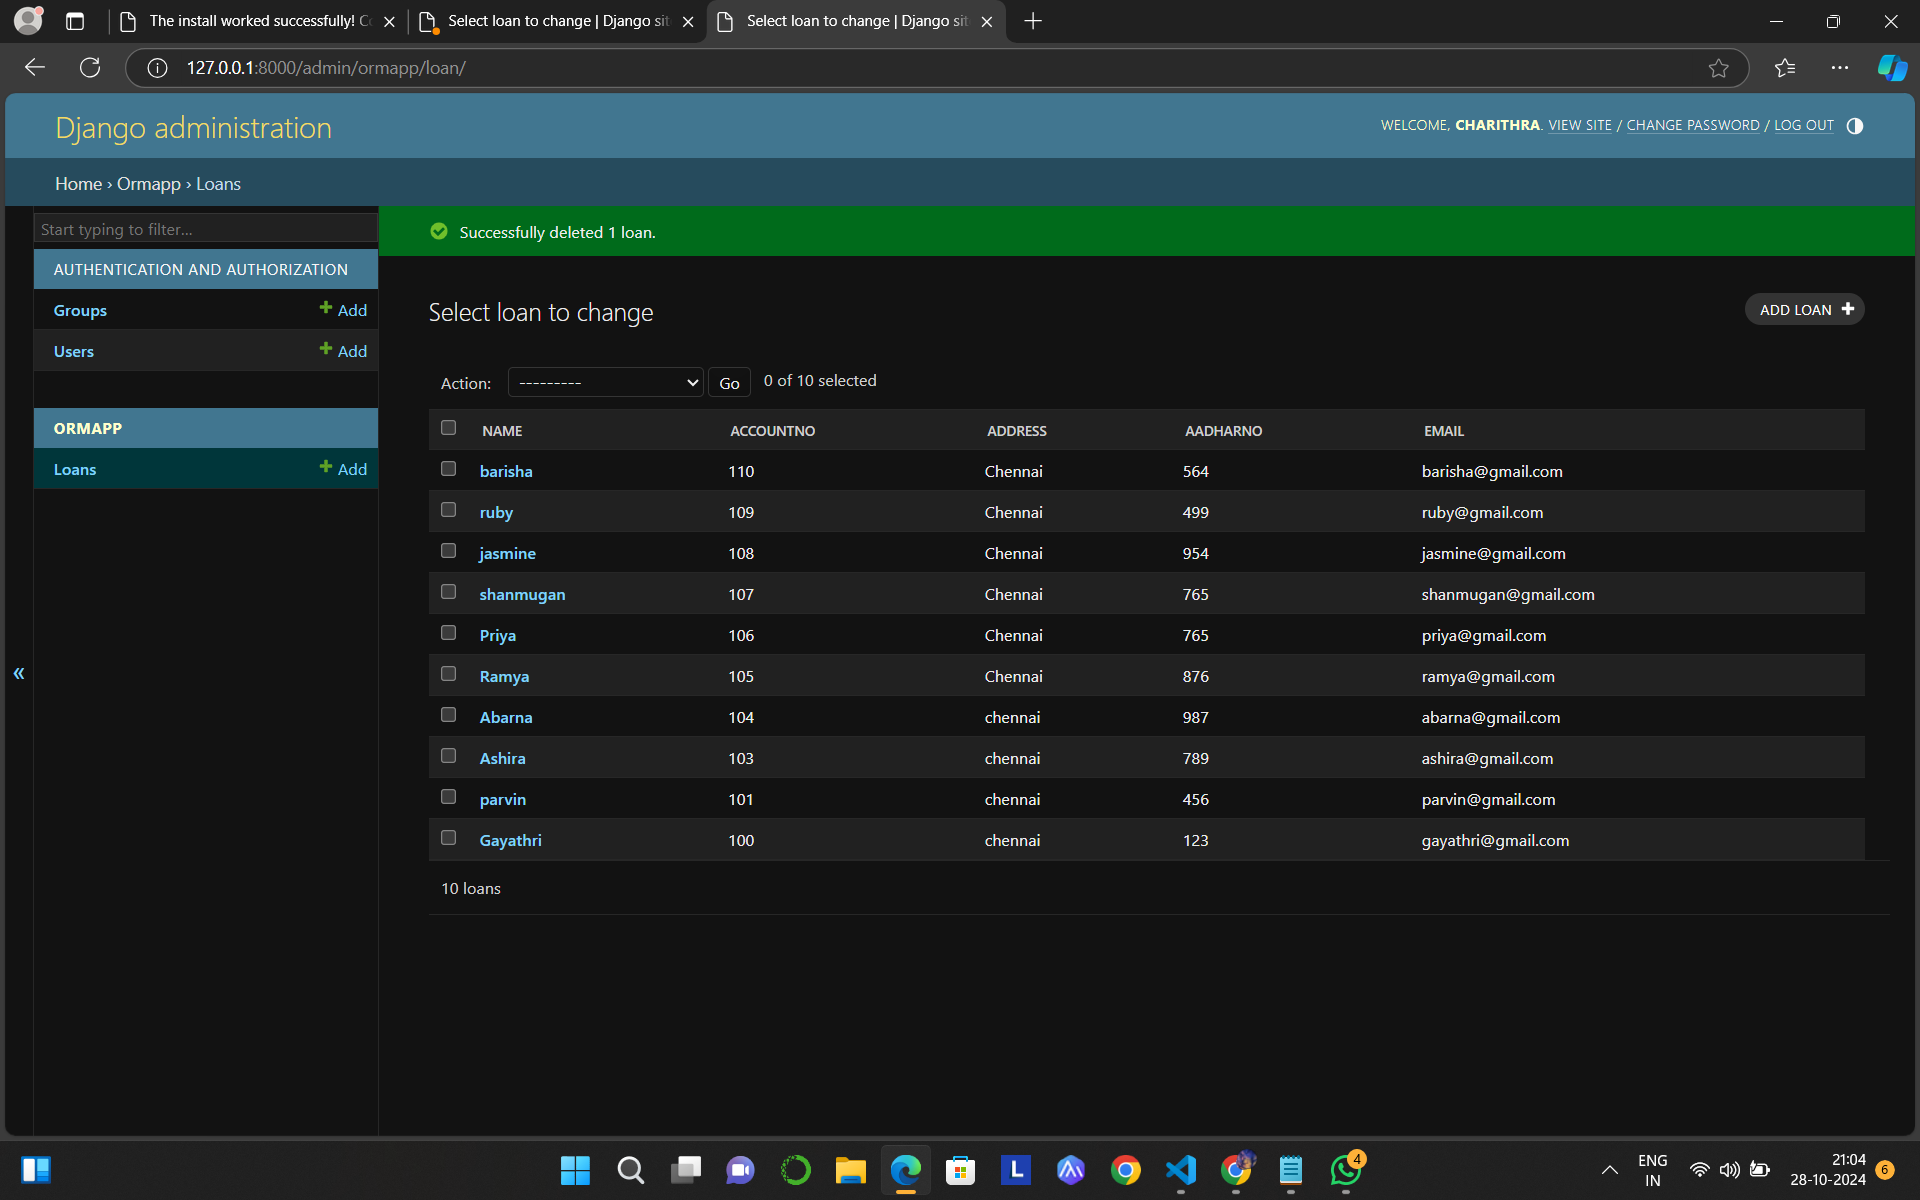 The install worked successfully! C
Select loan to change | Django sit
Select loan to change | Django sit
127.0.0.1:8000/admin/ormapp/loan/
Django administration
WELCOME, CHARITHRA. VIEW SITE / CHANGE PASSWORD / LOG OUT
Home › Ormapp › Loans
Start typing to filter...
AUTHENTICATION AND AUTHORIZATION
Groups Add
Users Add
ORMAPP
Loans Add
«
Successfully deleted 1 loan.
Select loan to change
ADD LOAN
Action: --------- Go 0 of 10 selected
NAME ACCOUNTNO ADDRESS AADHARNO EMAIL
barisha 110 Chennai 564 barisha@gmail.com
ruby 109 Chennai 499 ruby@gmail.com
jasmine 108 Chennai 954 jasmine@gmail.com
shanmugan 107 Chennai 765 shanmugan@gmail.com
Priya 106 Chennai 765 priya@gmail.com
Ramya 105 Chennai 876 ramya@gmail.com
Abarna 104 chennai 987 abarna@gmail.com
Ashira 103 chennai 789 ashira@gmail.com
parvin 101 chennai 456 parvin@gmail.com
Gayathri 100 chennai 123 gayathri@gmail.com
10 loans
L
4
ENG
IN
21:04
28-10-2024
6